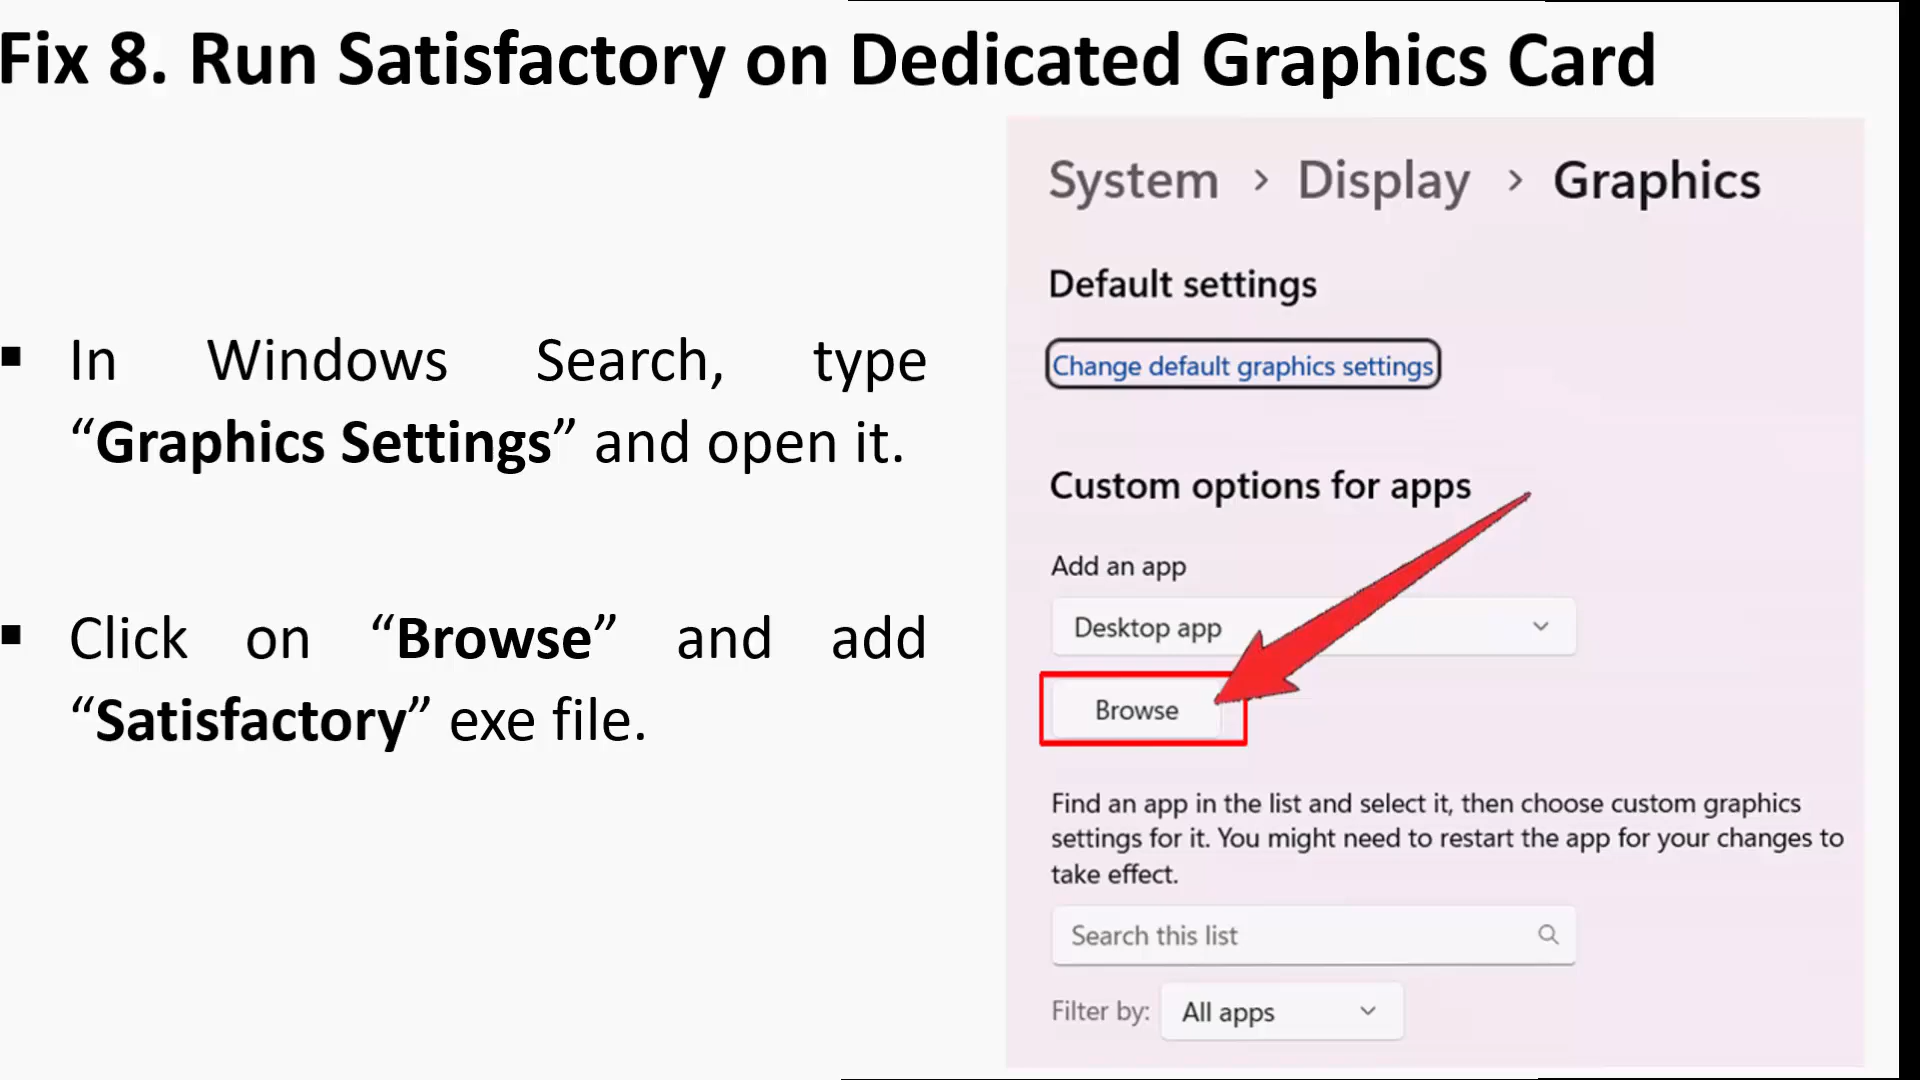 Fix 8. Run Satisfactory on Dedicated Graphics Card
▪ In Windows Search, type
“Graphics Settings” and open it.
▪ Click on “Browse” and add
“Satisfactory” exe file.
System > Display > Graphics
Default settings
Change default graphics settings
Custom options for apps
Add an app
Desktop app
Browse
Find an app in the list and select it, then choose custom graphics
settings for it. You might need to restart the app for your changes to
take effect.
Search this list
Filter by: All apps